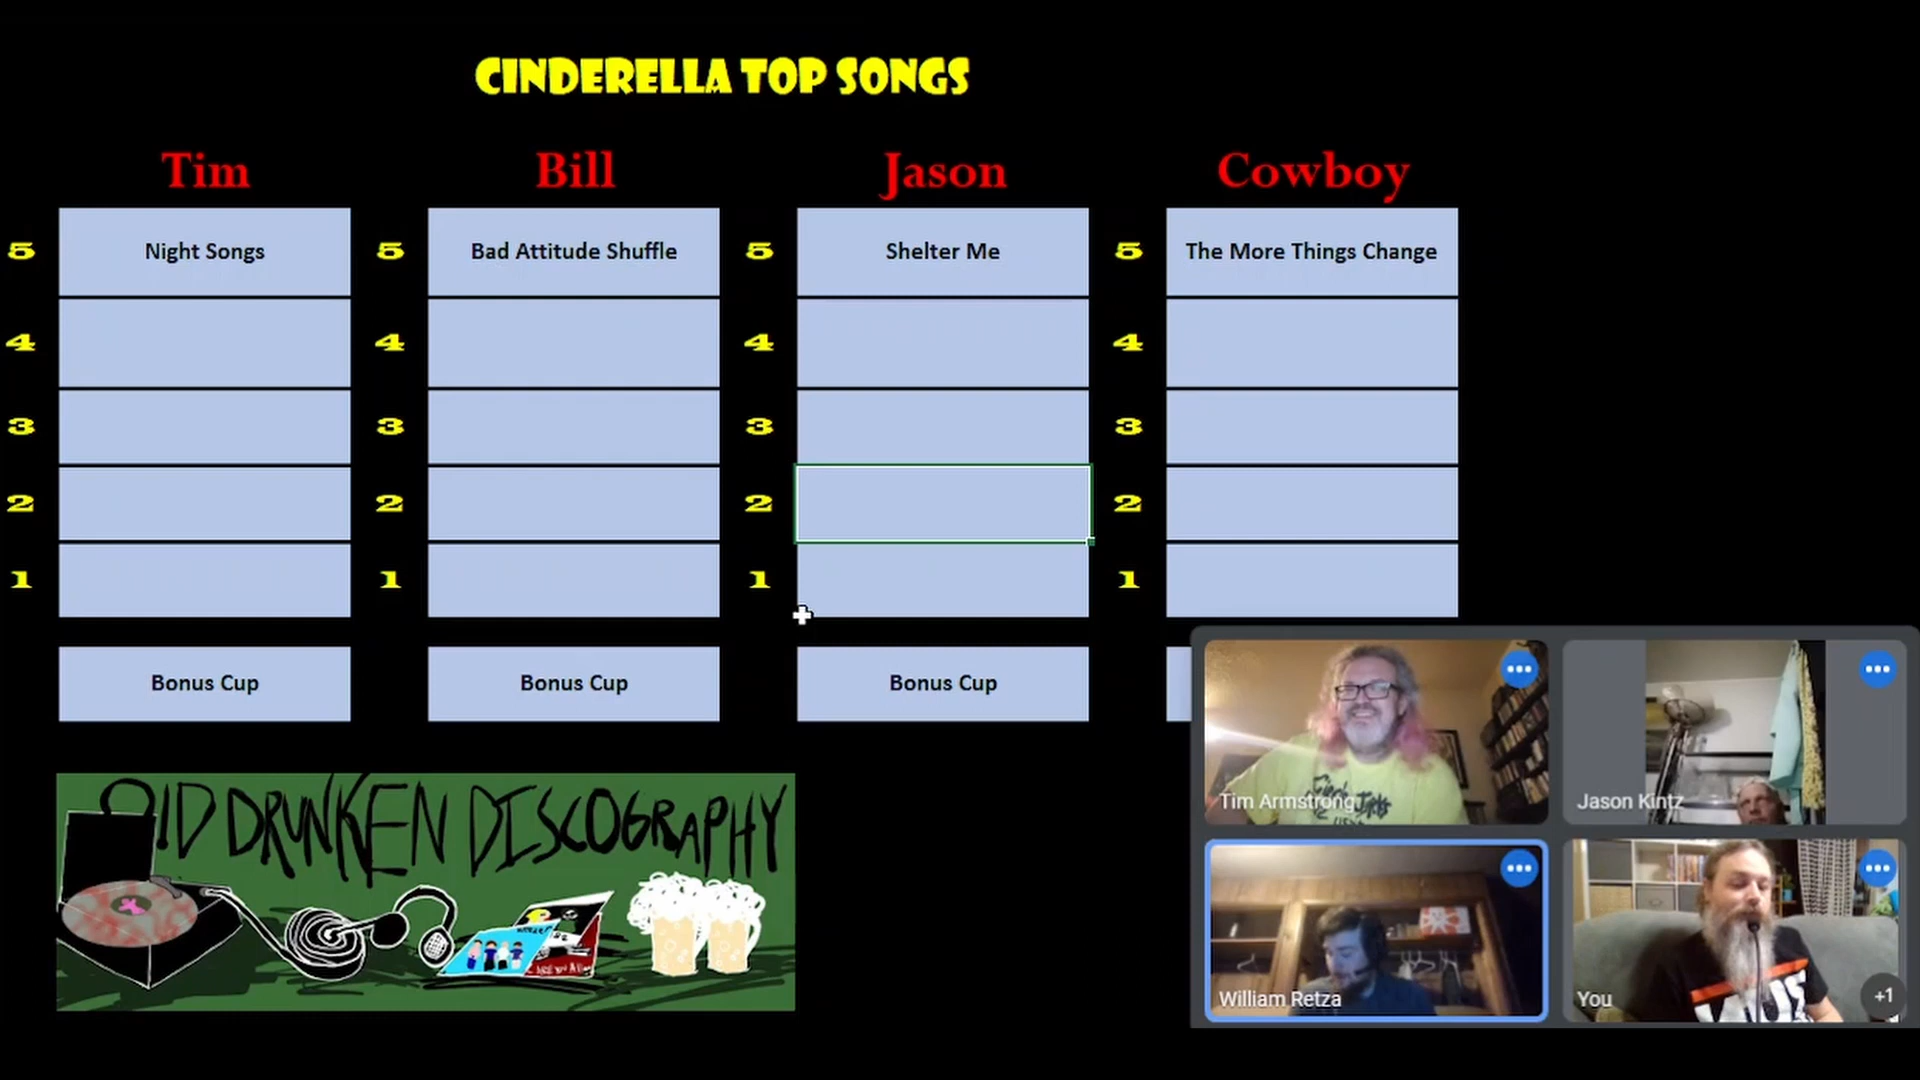 CINDERELLA TOP SONGS
Tim Bill Jason Cowboy
5 Night Songs 5 Bad Attitude Shuffle 5 Shelter Me 5 The More Things Change
4 4 4 4
3 3 3 3
2 2 2 2
1 1 1 1
Bonus Cup Bonus Cup Bonus Cup
OLD DRUNKEN DISCOGRAPHY
Tim Armstrong
Jason Kintz
William Retza
You
+1